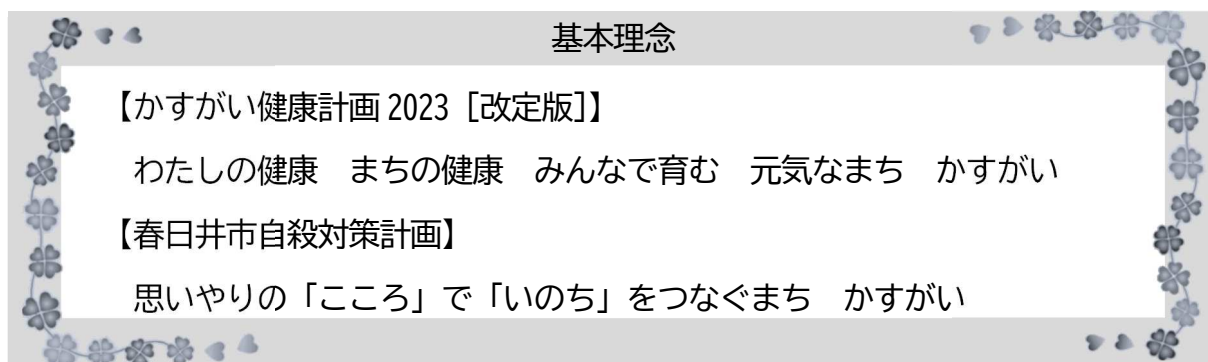 基本理念
【かすがい健康計画 2023［改定版］】
わたしの健康　まちの健康　みんなで育む　元気なまち　かすがい
【春日井市自殺対策計画】
思いやりの「こころ」で「いのち」をつなぐまち　かすがい